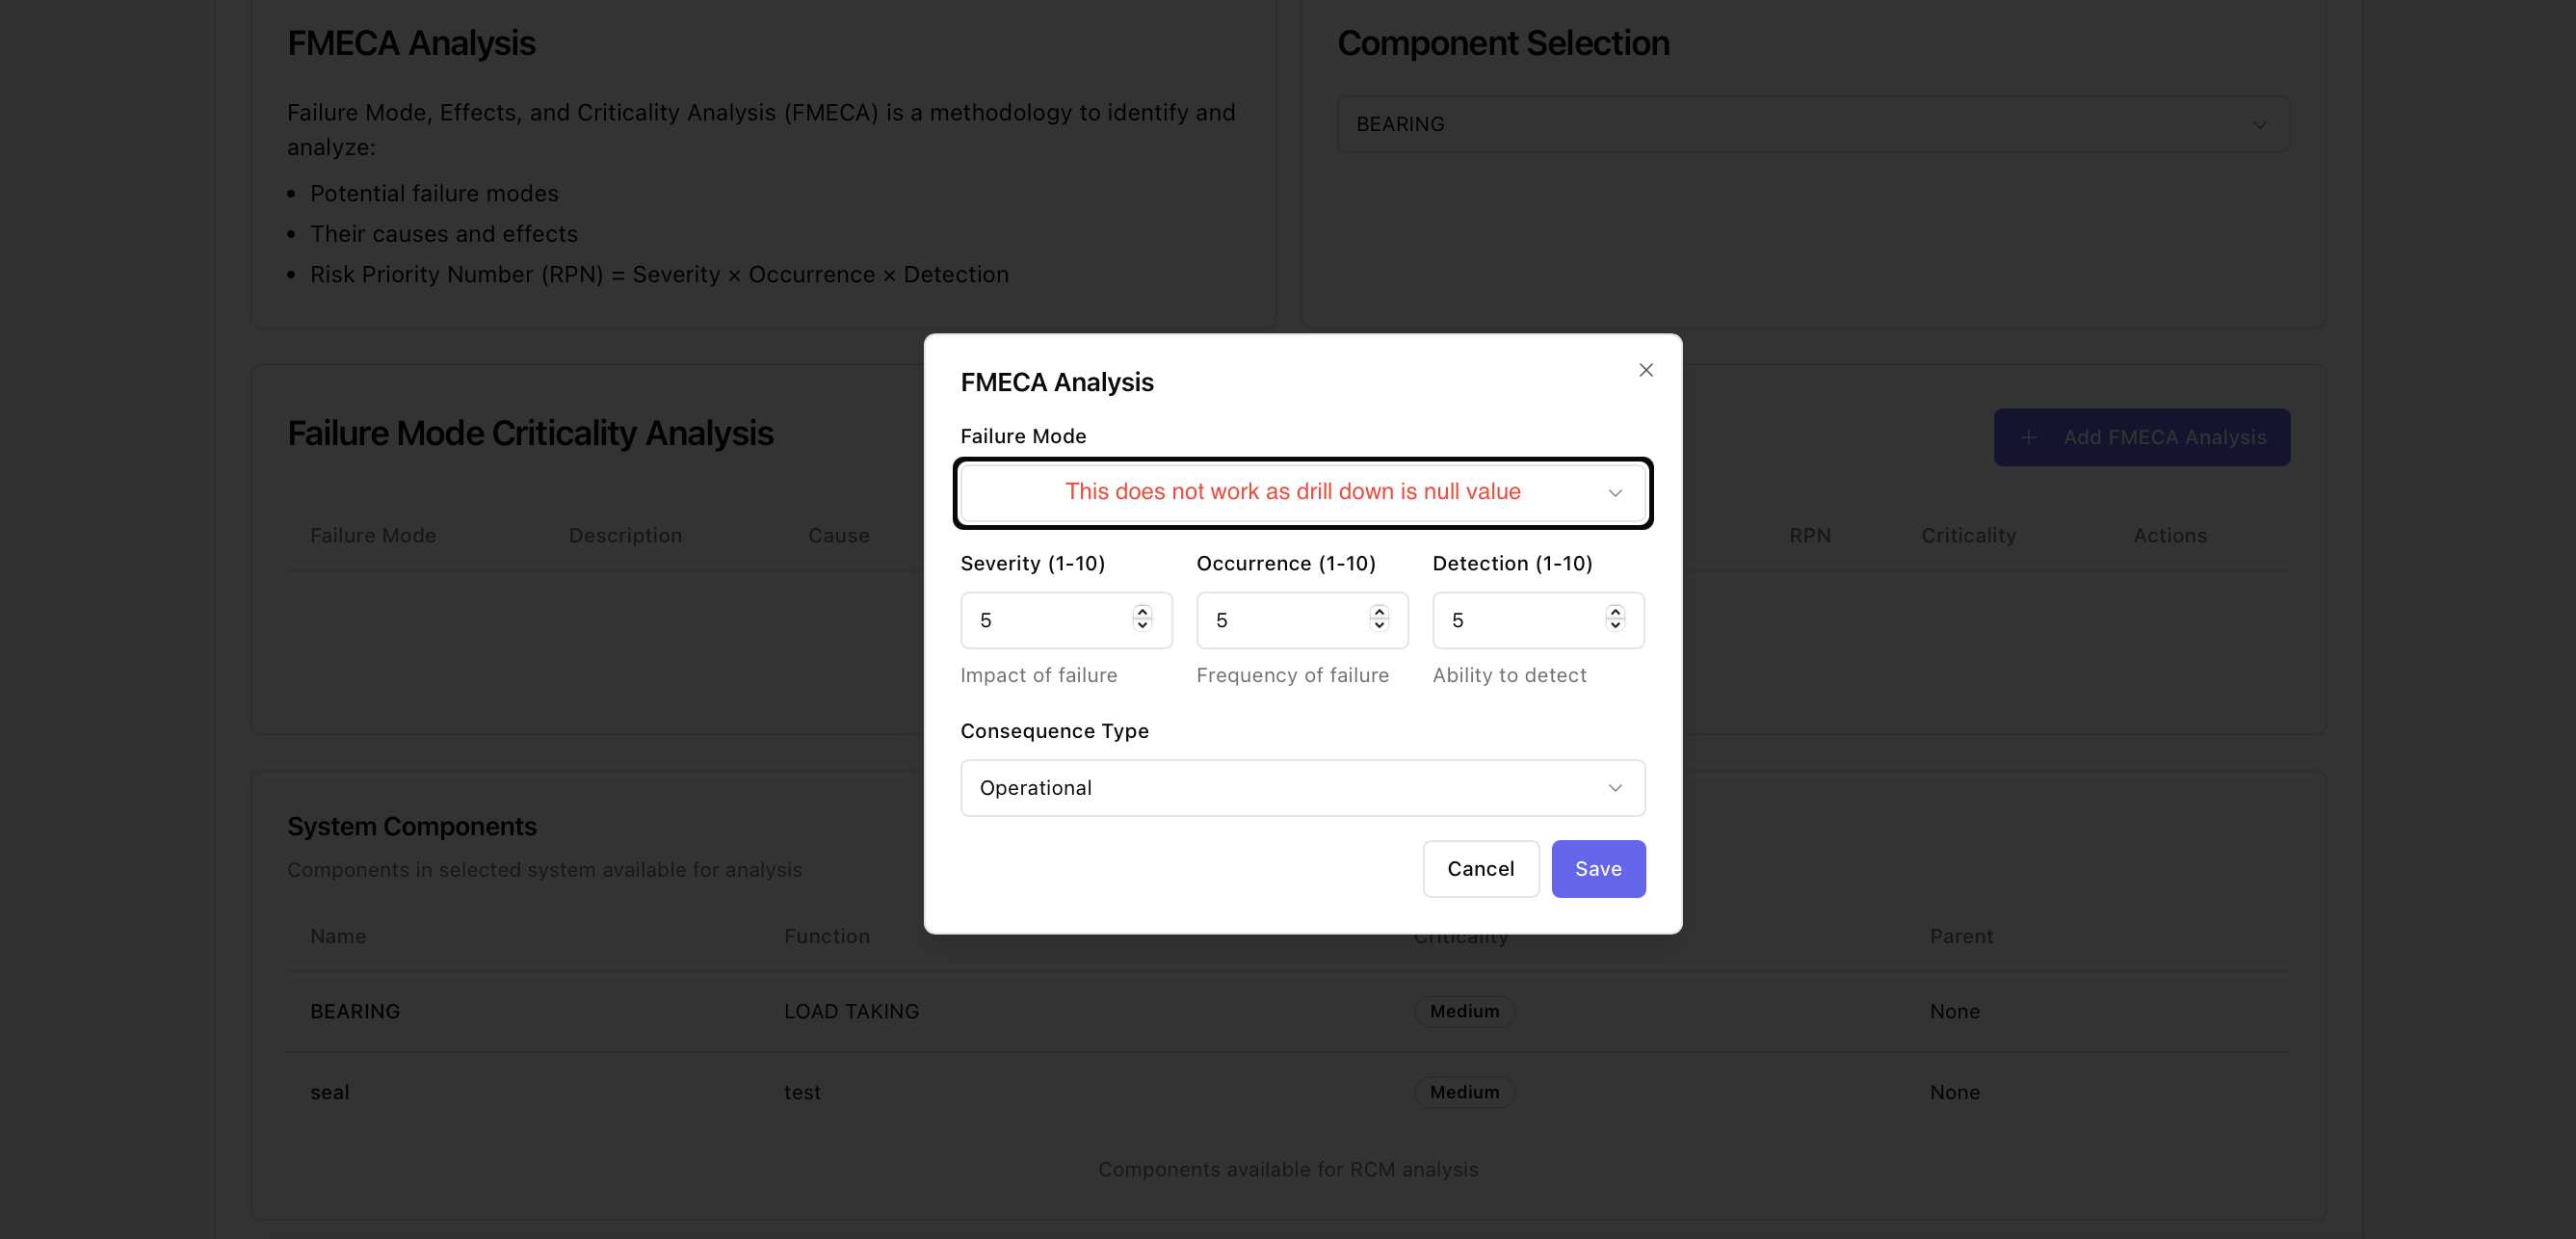 FMECA Analysis
Failure Mode, Effects, and Criticality Analysis (FMECA) is a methodology to identify and
analyze:
• Potential failure modes
• Their causes and effects
• Risk Priority Number (RPN) = Severity × Occurrence × Detection
Component Selection
BEARING
Failure Mode Criticality Analysis
+ Add FMECA Analysis
Failure Mode Description Cause RPN Criticality Actions
FMECA Analysis
Failure Mode
This does not work as drill down is null value
Severity (1-10) Occurrence (1-10) Detection (1-10)
5 5 5
Impact of failure Frequency of failure Ability to detect
Consequence Type
Operational
Cancel Save
System Components
Components in selected system available for analysis
Name Function Criticality Parent
BEARING LOAD TAKING Medium None
seal test Medium None
Components available for RCM analysis